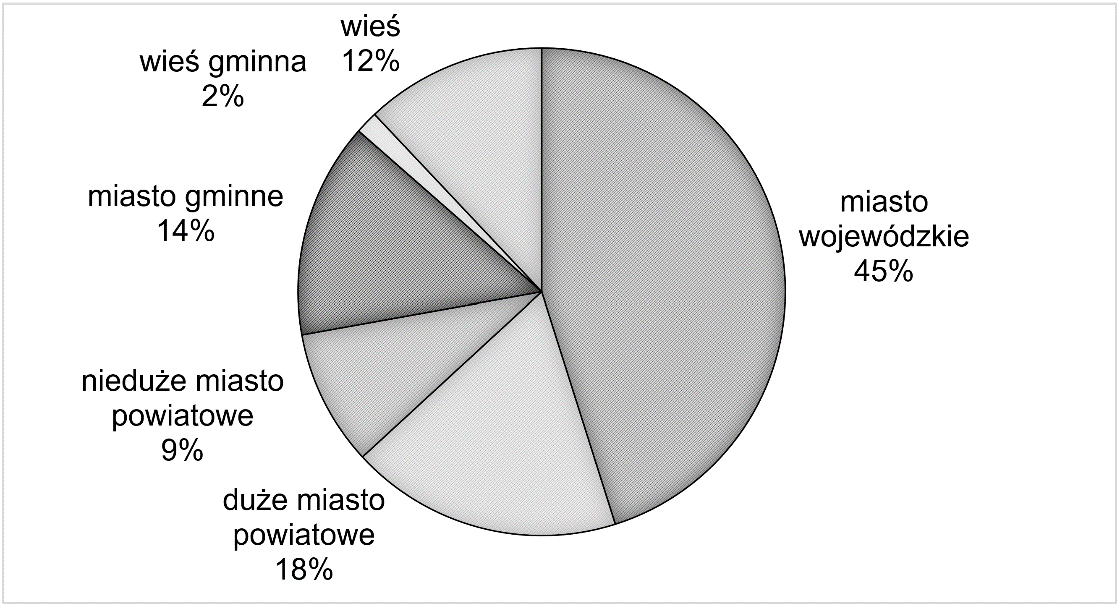 wieś
12%
wieś gminna
2%
miasto gminne
14%
miasto
wojewódzkie
45%
nieduże miasto
powiatowe
9%
duże miasto
powiatowe
18%